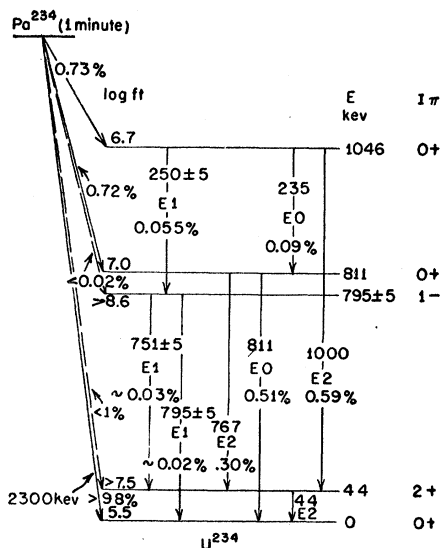 Pa²³⁴ (1 minute)
0.73%
log ft
E
kev
Iπ
6.7
1046
0+
0.72%
250±5
E1
0.055%
235
E0
0.09%
7.0
811
0+
<0.02%
>8.6
795±5
1−
751±5
E1
~0.03%
811
E0
0.51%
1000
E2
0.59%
<1%
795±5
E1
~0.02%
767
E2
.30%
2300kev
>7.5
44
2+
>98%
5.5
44
E2
0
0+
U²³⁴